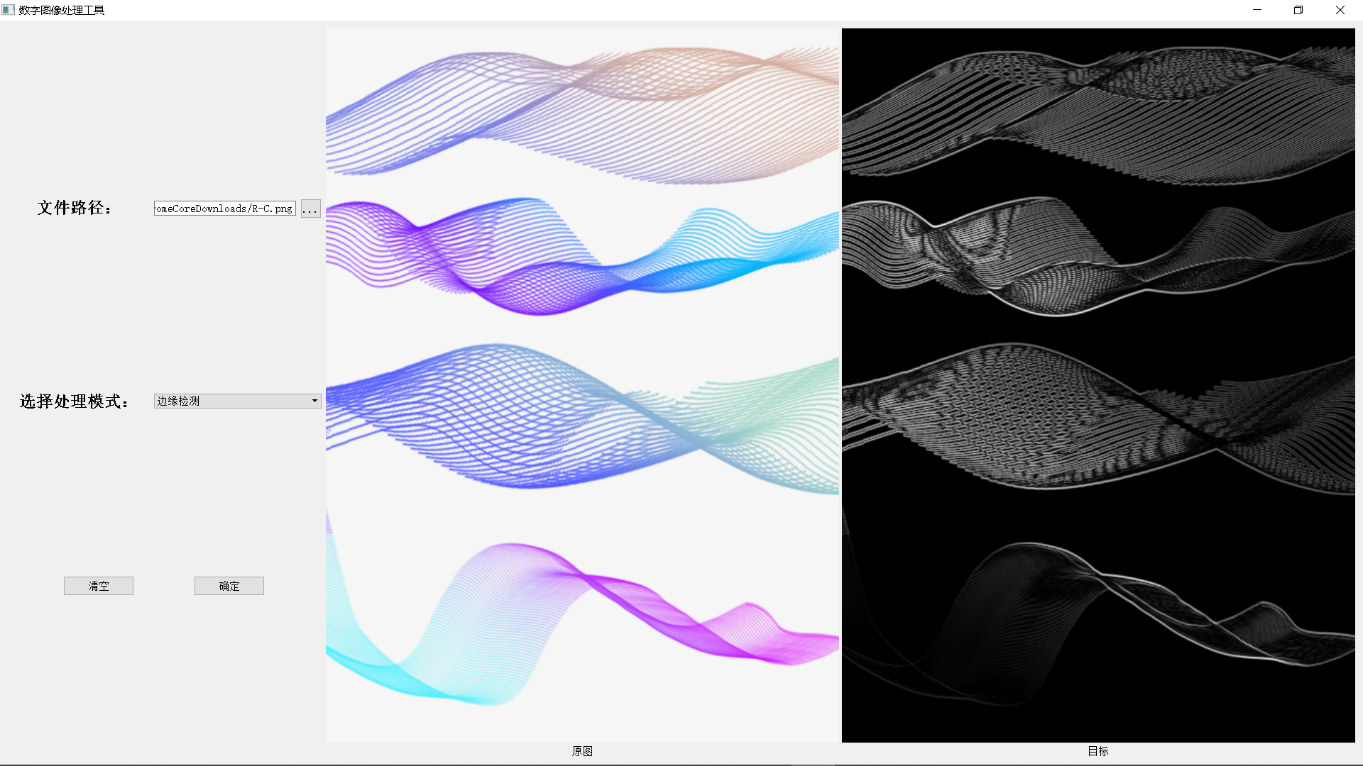 数字图像处理工具
文件路径：
omeCoreDownloads/R-C.png
...
选择处理模式：
边缘检测
清空
确定
原图
目标